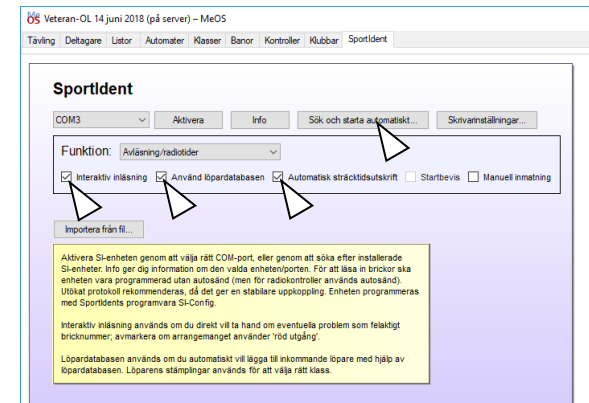 Veteran-OL 14 juni 2018 (på server) – MeOS
Tävling Deltagare Listor Automater Klasser Banor Kontroller Klubbar SportIdent
SportIdent
COM3 Aktivera Info Sök och starta automatiskt... Skrivarinställningar...
Funktion: Avläsning/radiotider
Interaktiv inläsning Använd löpardatabasen Automatisk sträcktidsutskrift Startbevis Manuell inmatning
Importera från fil...
Aktivera SI-enheten genom att välja rätt COM-port, eller genom att söka efter installerade
SI-enheter. Info ger dig information om den valda enheten/porten. För att läsa in brickor ska
enheten vara programmerad utan autosänd (men för radiokontroller används autosänd).
Utökat protokoll rekommenderas, då det ger en stabilare uppkoppling. Enheten programmeras
med SportIdents programvara SI-Config.
Interaktiv inläsning används om du direkt vill ta hand om eventuella problem som felaktigt
bricknummer; avmarkera om arrangemanget använder 'röd utgång'.
Löpardatabasen används om du automatiskt vill lägga till inkommande löpare med hjälp av
löpardatabasen. Löparens stämplingar används för att välja rätt klass.